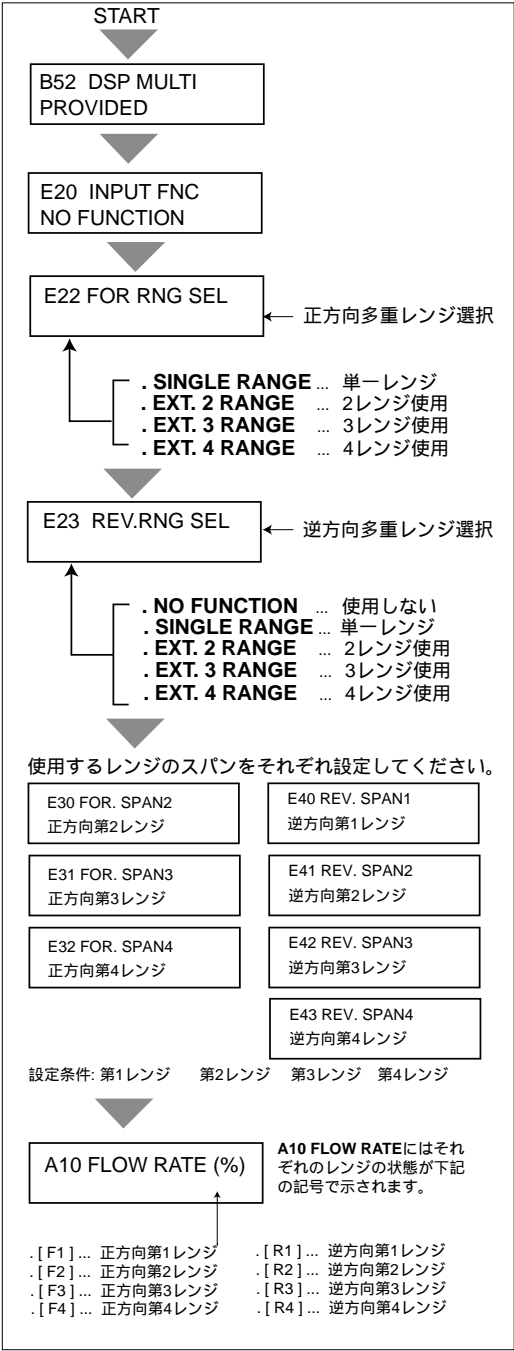 START
B52 DSP MULTI
PROVIDED
E20 INPUT FNC
NO FUNCTION
E22 FOR RNG SEL
正方向多重レンジ選択
. SINGLE RANGE ... 単一レンジ
. EXT. 2 RANGE ... 2レンジ使用
. EXT. 3 RANGE ... 3レンジ使用
. EXT. 4 RANGE ... 4レンジ使用
E23 REV.RNG SEL
逆方向多重レンジ選択
. NO FUNCTION ... 使用しない
. SINGLE RANGE ... 単一レンジ
. EXT. 2 RANGE ... 2レンジ使用
. EXT. 3 RANGE ... 3レンジ使用
. EXT. 4 RANGE ... 4レンジ使用
使用するレンジのスパンをそれぞれ設定してください。
E30 FOR. SPAN2
正方向第2レンジ
E31 FOR. SPAN3
正方向第3レンジ
E32 FOR. SPAN4
正方向第4レンジ
E40 REV. SPAN1
逆方向第1レンジ
E41 REV. SPAN2
逆方向第2レンジ
E42 REV. SPAN3
逆方向第3レンジ
E43 REV. SPAN4
逆方向第4レンジ
設定条件: 第1レンジ 第2レンジ 第3レンジ 第4レンジ
A10 FLOW RATE (%)
A10 FLOW RATEにはそれ
ぞれのレンジの状態が下記
の記号で示されます。
. [ F1 ] ... 正方向第1レンジ
. [ F2 ] ... 正方向第2レンジ
. [ F3 ] ... 正方向第3レンジ
. [ F4 ] ... 正方向第4レンジ
. [ R1 ] ... 逆方向第1レンジ
. [ R2 ] ... 逆方向第2レンジ
. [ R3 ] ... 逆方向第3レンジ
. [ R4 ] ... 逆方向第4レンジ